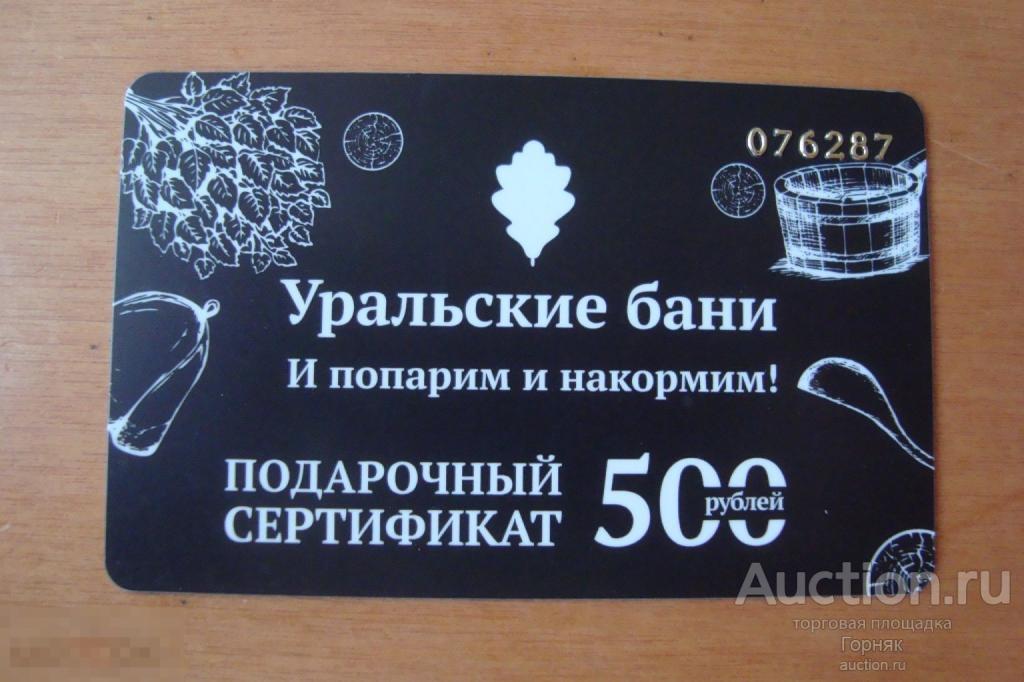 076287
Уральские бани
И попарим и накормим!
ПОДАРОЧНЫЙ
СЕРТИФИКАТ
500
рублей
Auction.ru
торговая площадка
Горняк
auction.ru